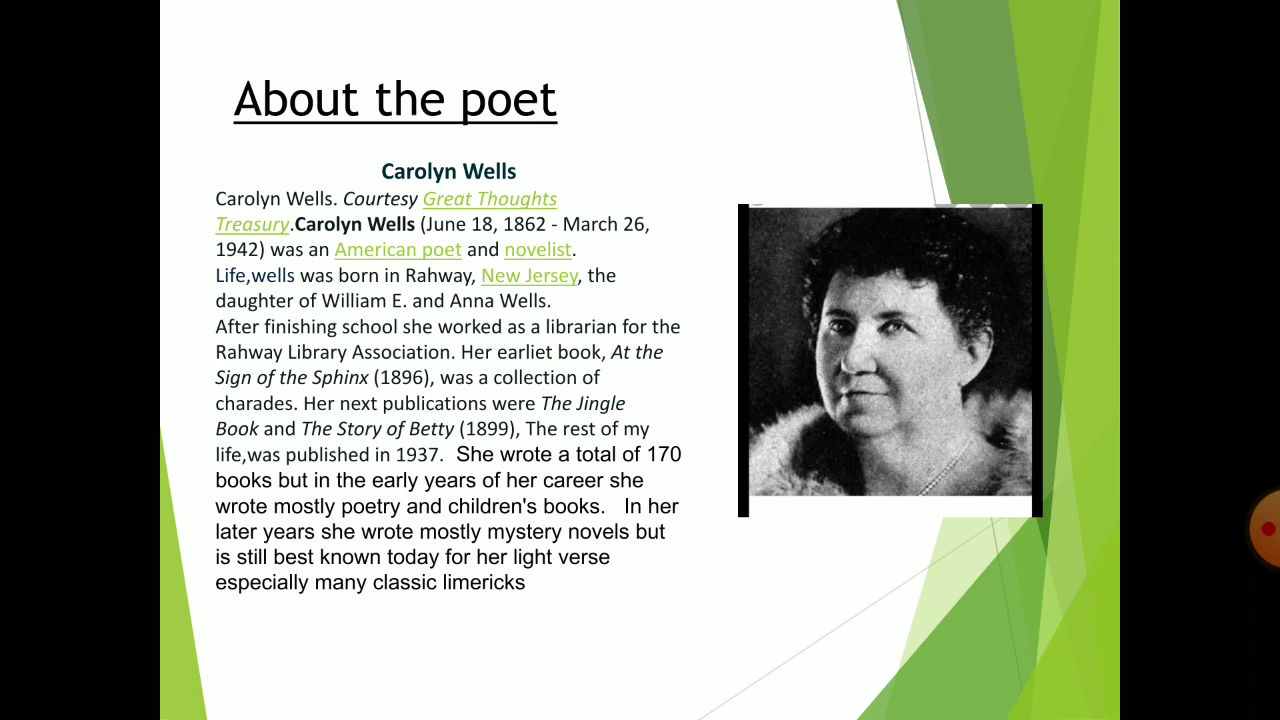 About the poet
Carolyn Wells
Carolyn Wells. Courtesy Great Thoughts
Treasury.Carolyn Wells (June 18, 1862 - March 26,
1942) was an American poet and novelist.
Life,wells was born in Rahway, New Jersey, the
daughter of William E. and Anna Wells.
After finishing school she worked as a librarian for the
Rahway Library Association. Her earliet book, At the
Sign of the Sphinx (1896), was a collection of
charades. Her next publications were The Jingle
Book and The Story of Betty (1899), The rest of my
life,was published in 1937. She wrote a total of 170
books but in the early years of her career she
wrote mostly poetry and children's books. In her
later years she wrote mostly mystery novels but
is still best known today for her light verse
especially many classic limericks